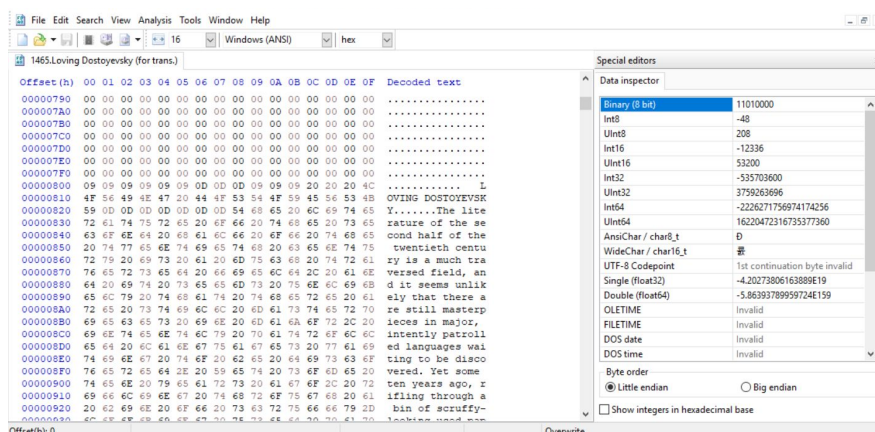 File Edit Search View Analysis Tools Window Help
16 Windows (ANSI) hex
1465.Loving Dostoyevsky (for trans.)
Offset(h) 00 01 02 03 04 05 06 07 08 09 0A 0B 0C 0D 0E 0F Decoded text
00000790 00 00 00 00 00 00 00 00 00 00 00 00 00 00 00 00 ................
000007A0 00 00 00 00 00 00 00 00 00 00 00 00 00 00 00 00 ................
000007B0 00 00 00 00 00 00 00 00 00 00 00 00 00 00 00 00 ................
000007C0 00 00 00 00 00 00 00 00 00 00 00 00 00 00 00 00 ................
000007D0 00 00 00 00 00 00 00 00 00 00 00 00 00 00 00 00 ................
000007E0 00 00 00 00 00 00 00 00 00 00 00 00 00 00 00 00 ................
000007F0 00 00 00 00 00 00 00 00 00 00 00 00 00 00 00 00 ................
00000800 09 09 09 09 09 0D 0D 0D 09 09 09 09 20 20 20 4C ............   L
00000810 4F 56 49 4E 47 20 44 4F 53 54 4F 59 45 56 53 4B OVING DOSTOYEVSK
00000820 59 0D 0D 0D 0D 0D 0D 0D 54 68 65 20 6C 69 74 65 Y.......The lite
00000830 72 61 74 75 72 65 20 6F 66 20 74 68 65 20 73 65 rature of the se
00000840 63 6F 6E 64 20 68 61 6C 66 20 6F 66 20 74 68 65 cond half of the
00000850 20 74 77 65 6E 74 69 65 74 68 20 63 65 6E 74 75 twentieth centu
00000860 72 79 20 69 73 20 61 20 6D 75 63 68 20 74 72 61 ry is a much tra
00000870 76 65 72 73 65 64 20 66 69 65 6C 64 2C 20 61 6E versed field, an
00000880 64 20 69 74 20 73 65 65 6D 73 20 75 6E 6C 69 6B d it seems unlik
00000890 65 6C 79 20 74 68 61 74 20 74 68 65 72 65 20 61 ely that there a
000008A0 72 65 20 73 74 69 6C 6C 20 6D 61 73 74 65 72 70 re still masterp
000008B0 69 65 63 65 73 20 69 6E 20 6D 61 6A 6F 72 2C 20 ieces in major,
000008C0 69 6E 74 65 6E 74 6C 79 20 70 61 74 72 6F 6C 6C intently patroll
000008D0 65 64 20 6C 61 6E 67 75 61 67 65 73 20 77 61 69 ed languages wai
000008E0 74 69 6E 67 20 74 6F 20 62 65 20 64 69 73 63 6F ting to be disco
000008F0 76 65 72 65 64 2E 20 59 65 74 20 73 6F 6D 65 20 vered. Yet some
00000900 74 65 6E 20 79 65 61 72 73 20 61 67 6F 2C 20 72 ten years ago, r
00000910 69 66 6C 69 6E 67 20 74 68 72 6F 75 67 68 20 61 ifling through a
00000920 20 62 69 6E 20 6F 66 20 73 63 72 75 66 66 79 2D bin of scruffy-
Offset(h): 0
Overwrite
Special editors
Data inspector
Binary (8 bit) 11010000
Int8 -48
UInt8 208
Int16 -12336
UInt16 53200
Int32 -535703600
UInt32 3759263696
Int64 -2226271756974174256
UInt64 16220472316735377360
AnsiChar / char8_t Ð
WideChar / char16_t
UTF-8 Codepoint 1st continuation byte invalid
Single (float32) -4.20273806163889E19
Double (float64) -5.86393789959724E159
OLETIME Invalid
FILETIME Invalid
DOS date Invalid
DOS time Invalid
Byte order
Little endian Big endian
Show integers in hexadecimal base